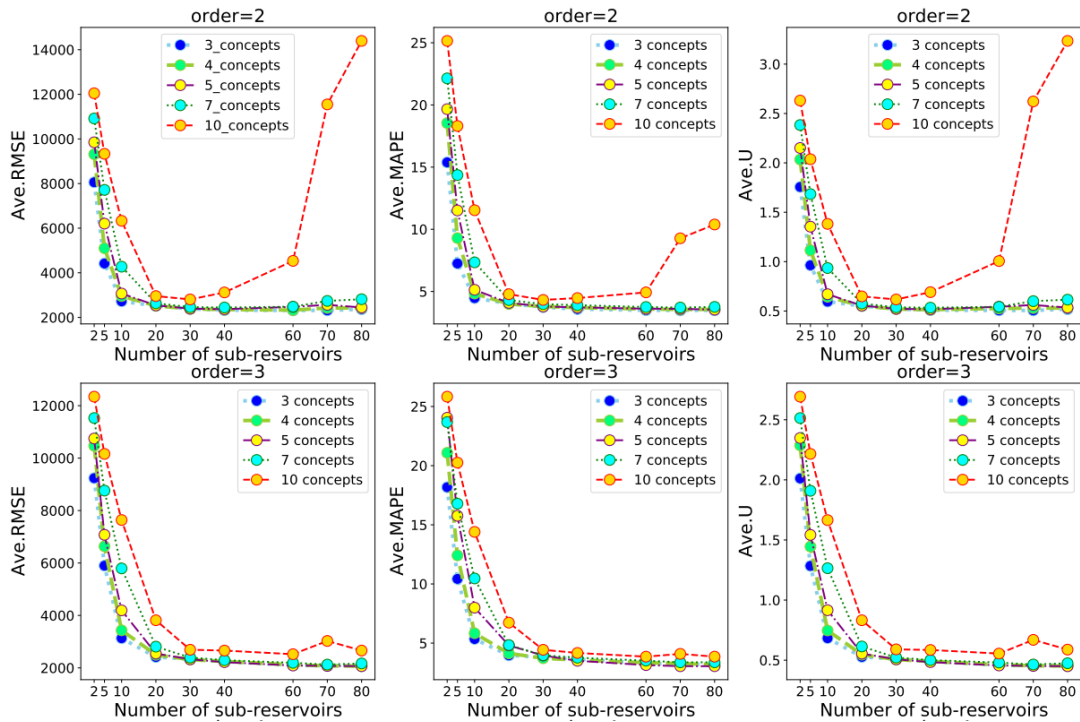 order=2
order=2
order=2
Ave.RMSE
14000
12000
10000
8000
6000
4000
2000
3_concepts
4_concepts
5_concepts
7_concepts
10_concepts
2 5 10 20 30 40 60 70 80
Number of sub-reservoirs
Ave.MAPE
25
20
15
10
5
3 concepts
4 concepts
5 concepts
7 concepts
10 concepts
2 5 10 20 30 40 60 70 80
Number of sub-reservoirs
Ave.U
3.0
2.5
2.0
1.5
1.0
0.5
3 concepts
4 concepts
5 concepts
7 concepts
10 concepts
2 5 10 20 30 40 60 70 80
Number of sub-reservoirs
order=3
order=3
order=3
Ave.RMSE
12000
10000
8000
6000
4000
2000
3 concepts
4 concepts
5 concepts
7 concepts
10 concepts
2 5 10 20 30 40 60 70 80
Number of sub-reservoirs
Ave.MAPE
25
20
15
10
5
3 concepts
4 concepts
5 concepts
7 concepts
10 concepts
2 5 10 20 30 40 60 70 80
Number of sub-reservoirs
Ave.U
2.5
2.0
1.5
1.0
0.5
3 concepts
4 concepts
5 concepts
7 concepts
10 concepts
2 5 10 20 30 40 60 70 80
Number of sub-reservoirs